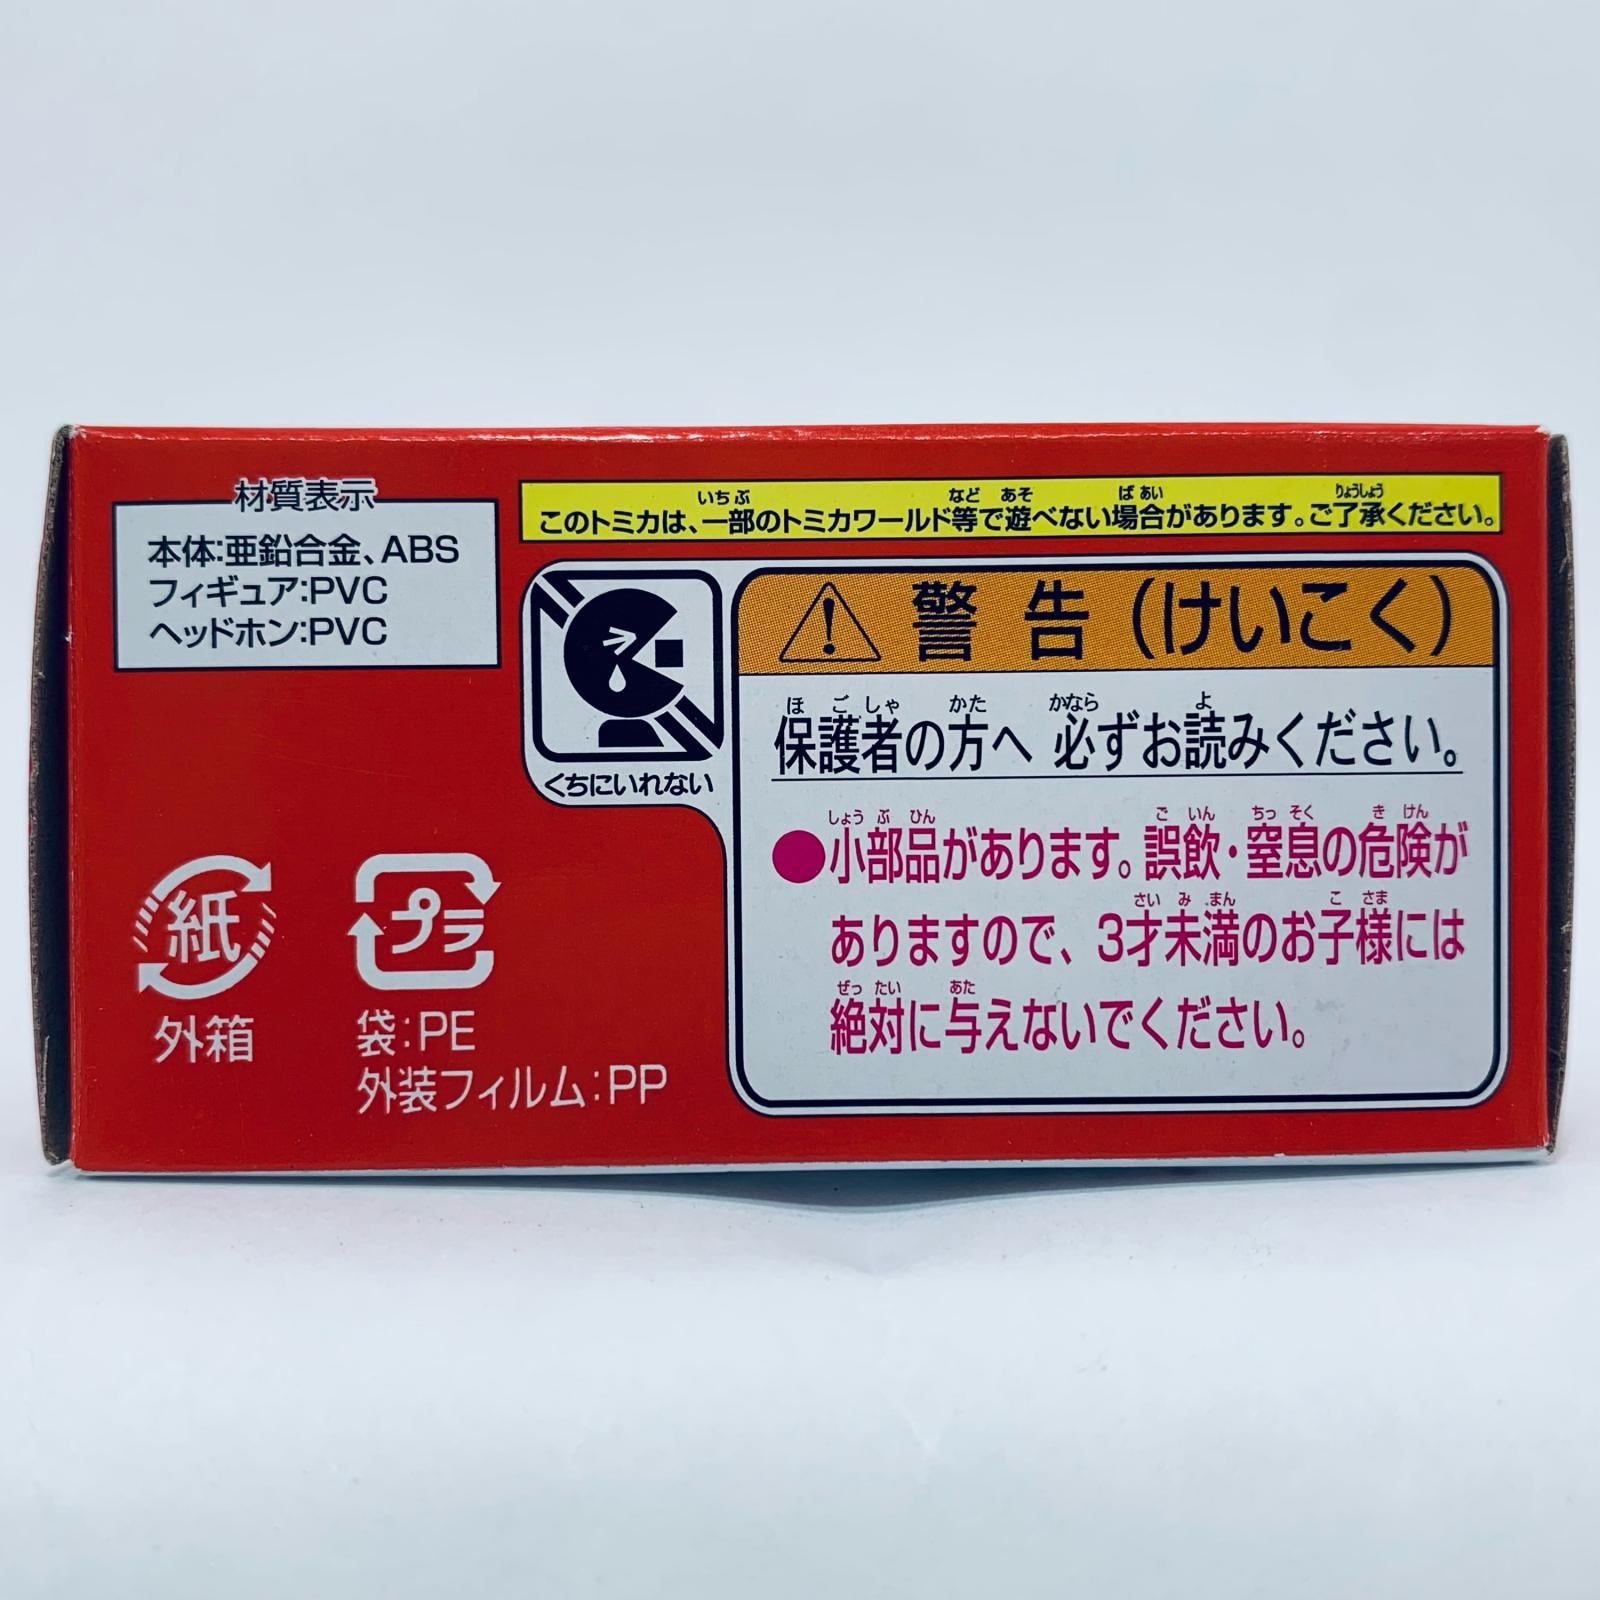 材質表示
本体:亜鉛合金、ABS
フィギュア:PVC
ヘッドホン:PVC
いちぶ など あそ ばあい りょうしょう
このトミカは、一部のトミカワールド等で遊べない場合があります。ご了承ください。
くちにいれない
警告(けいこく)
ほごしゃ かた かなら よ
保護者の方へ 必ずお読みください。
しょうぶひん ごいん ちっそく きけん
●小部品があります。誤飲・窒息の危険が
さいみまん こさま
ありますので、3才未満のお子様には
ぜったい あた
絶対に与えないでください。
紙
外箱
プラ
袋:PE
外装フィルム:PP